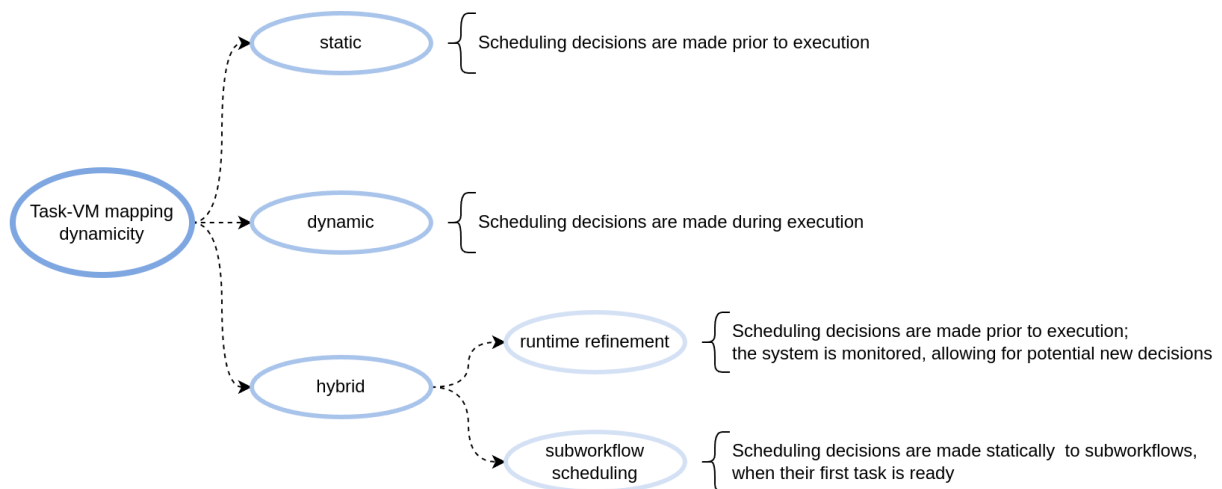 static
Scheduling decisions are made prior to execution
Task-VM mapping
dynamicity
dynamic
Scheduling decisions are made during execution
hybrid
runtime refinement
Scheduling decisions are made prior to execution;
the system is monitored, allowing for potential new decisions
subworkflow
scheduling
Scheduling decisions are made statically  to subworkflows,
when their first task is ready